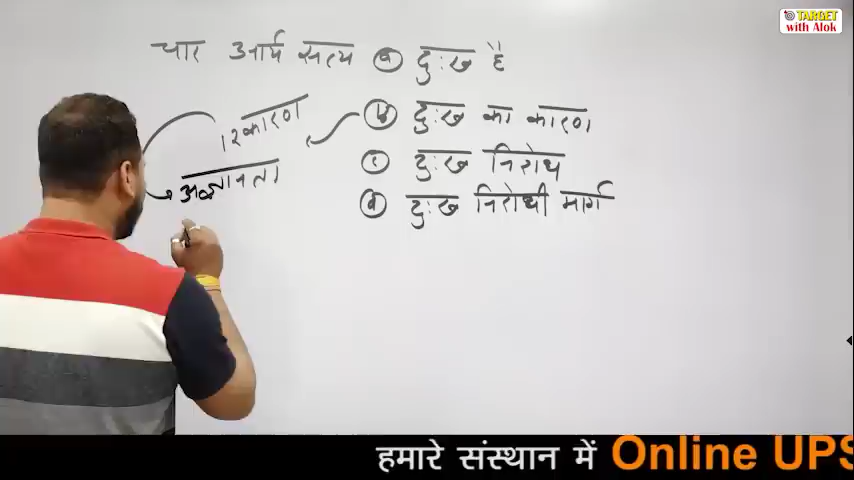 TARGET
with Alok
चार आर्य सत्य (a) दुःख है
(b) दुःख का कारण
12 कारण
(c) दुःख निरोध
अज्ञानता
(d) दुःख निरोधी मार्ग
हमारे संस्थान में Online UPS